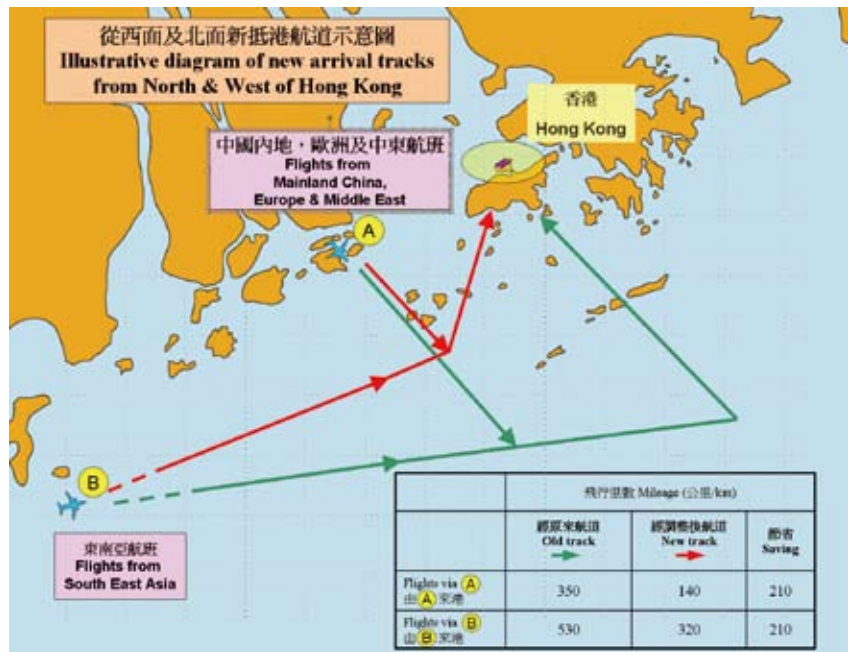 從西面及北面新抵港航道示意圖
Illustrative diagram of new arrival tracks
from North & West of Hong Kong
中國內地，歐洲及中東航班
Flights from
Mainland China,
Europe & Middle East
香港
Hong Kong
A
B
東南亞航班
Flights from
South East Asia
飛行里數 Mileage (公里/km)
經原來航道
Old track
經調整後航道
New track
節省
Saving
Flights via A
由 A 來港
350
140
210
Flights via B
由 B 來港
530
320
210